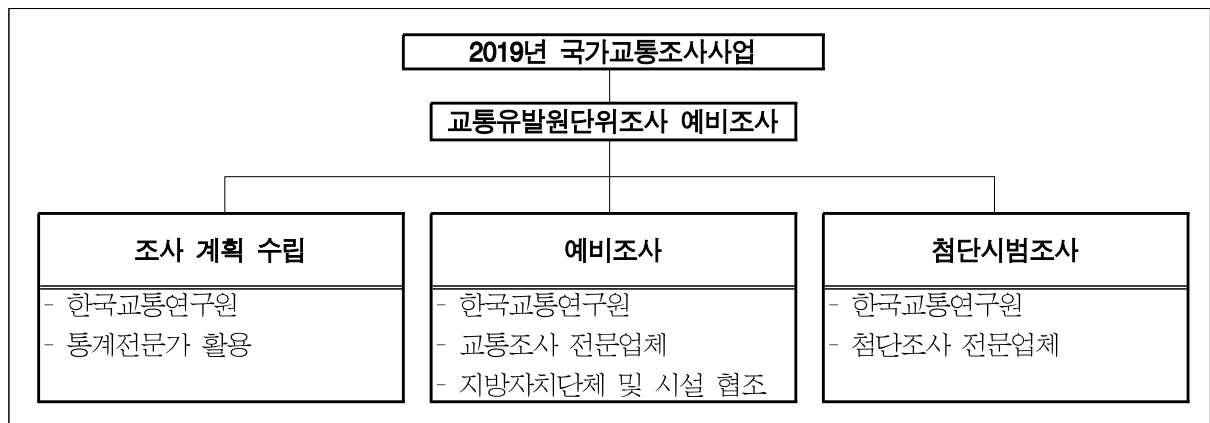 2019년 국가교통조사사업
교통유발원단위조사 예비조사
조사 계획 수립
- 한국교통연구원
- 통계전문가 활용
예비조사
- 한국교통연구원
- 교통조사 전문업체
- 지방자치단체 및 시설 협조
첨단시범조사
- 한국교통연구원
- 첨단조사 전문업체